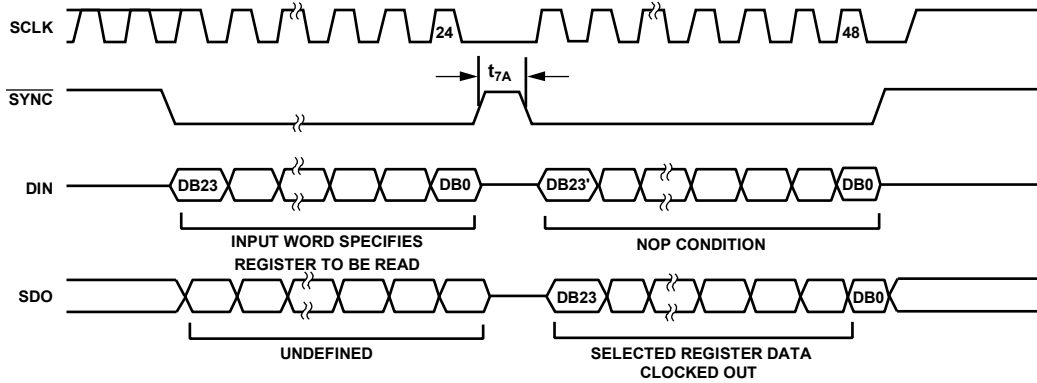 SCLK
24
48
t7A
SYNC
DIN
DB23
DB0
DB23'
DB0
INPUT WORD SPECIFIES
REGISTER TO BE READ
NOP CONDITION
SDO
DB23
DB0
UNDEFINED
SELECTED REGISTER DATA
CLOCKED OUT